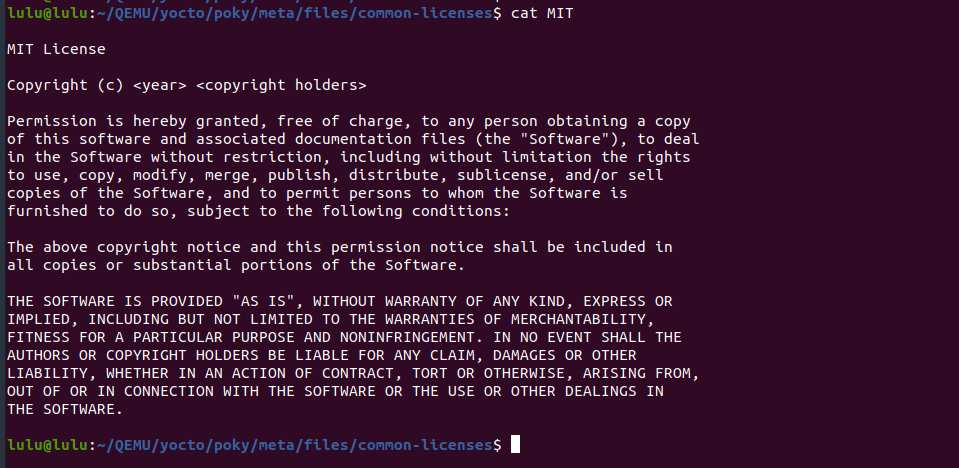 lulu@lulu:~/QEMU/yocto/poky/meta/files/common-licenses$ cat MIT
MIT License
Copyright (c) <year> <copyright holders>
Permission is hereby granted, free of charge, to any person obtaining a copy
of this software and associated documentation files (the "Software"), to deal
in the Software without restriction, including without limitation the rights
to use, copy, modify, merge, publish, distribute, sublicense, and/or sell
copies of the Software, and to permit persons to whom the Software is
furnished to do so, subject to the following conditions:
The above copyright notice and this permission notice shall be included in
all copies or substantial portions of the Software.
THE SOFTWARE IS PROVIDED "AS IS", WITHOUT WARRANTY OF ANY KIND, EXPRESS OR
IMPLIED, INCLUDING BUT NOT LIMITED TO THE WARRANTIES OF MERCHANTABILITY,
FITNESS FOR A PARTICULAR PURPOSE AND NONINFRINGEMENT. IN NO EVENT SHALL THE
AUTHORS OR COPYRIGHT HOLDERS BE LIABLE FOR ANY CLAIM, DAMAGES OR OTHER
LIABILITY, WHETHER IN AN ACTION OF CONTRACT, TORT OR OTHERWISE, ARISING FROM,
OUT OF OR IN CONNECTION WITH THE SOFTWARE OR THE USE OR OTHER DEALINGS IN
THE SOFTWARE.
lulu@lulu:~/QEMU/yocto/poky/meta/files/common-licenses$